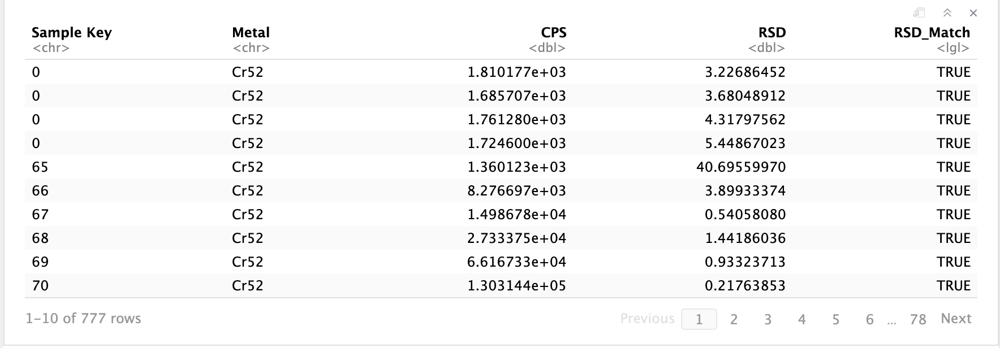 Sample Key Metal CPS RSD RSD_Match
<chr> <chr> <dbl> <dbl> <lgl>
0 Cr52 1.810177e+03 3.22686452 TRUE
0 Cr52 1.685707e+03 3.68048912 TRUE
0 Cr52 1.761280e+03 4.31797562 TRUE
0 Cr52 1.724600e+03 5.44867023 TRUE
65 Cr52 1.360123e+03 40.69559970 TRUE
66 Cr52 8.276697e+03 3.89933374 TRUE
67 Cr52 1.498678e+04 0.54058080 TRUE
68 Cr52 2.733375e+04 1.44186036 TRUE
69 Cr52 6.616733e+04 0.93323713 TRUE
70 Cr52 1.303144e+05 0.21763853 TRUE
1-10 of 777 rows Previous 1 2 3 4 5 6 ... 78 Next